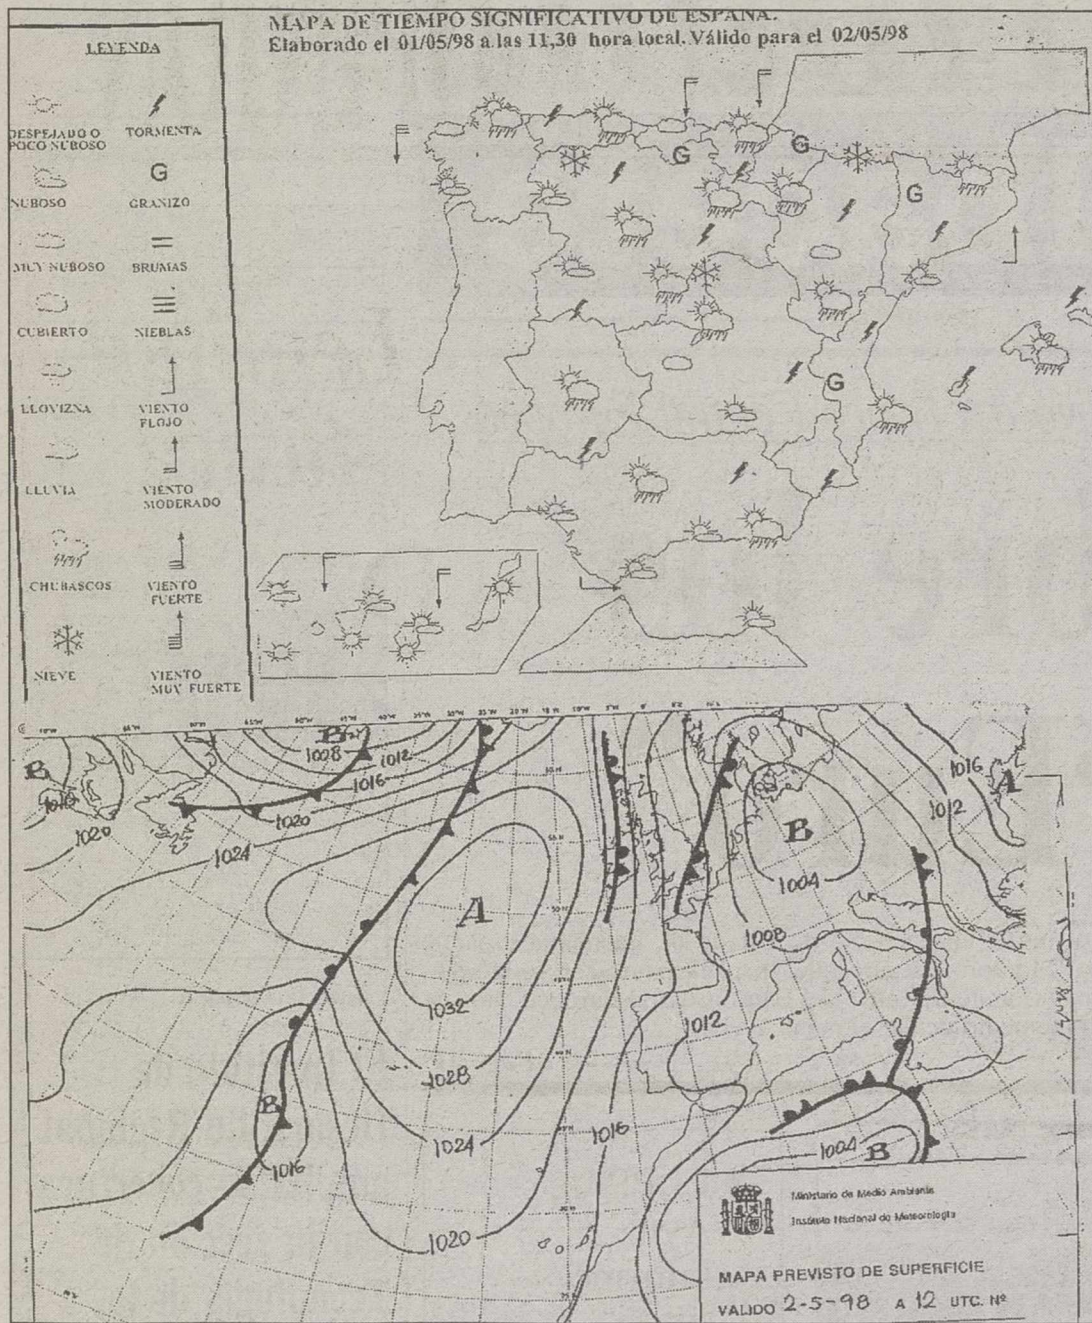 MAPA DE TIEMPO SIGNIFICATIVO DE ESPAÑA.
Elaborado el 01/05/98 a las 11,30 hora local. Válido para el 02/05/98
LEYENDA
DESPEJADO O
POCO NUBOSO
TORMENTA
G
NUBOSO
GRANIZO
MUY NUBOSO
BRUMAS
CUBIERTO
NIEBLAS
LLOVIZNA
VIENTO
FLOJO
LLUVIA
VIENTO
MODERADO
CHUBASCOS
VIENTO
FUERTE
NIEVE
VIENTO
MUY FUERTE
G
G
G
G
B
1008
1012
1016
1020
B
1016
1020
1024
A
1032
1028
1024
1020
1016
B
1016
B
1004
1008
1012
1016
A
1012
1004
B
Ministerio de Medio Ambiente
Instituto Nacional de Meteorología
MAPA PREVISTO DE SUPERFICIE
VALIDO 2-5-98 A 12 UTC. Nº